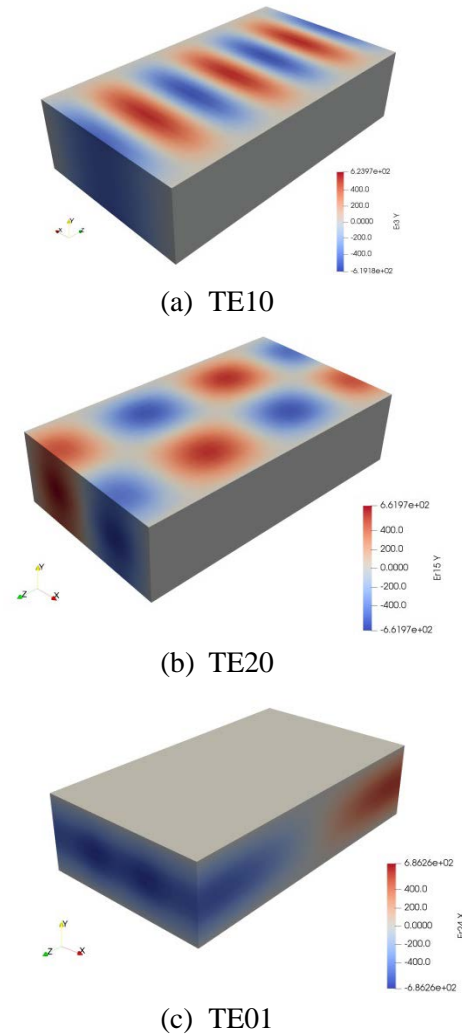 Y
X
Z
6.2397e+02
400.0
200.0
0.0000
-200.0
-400.0
-6.1918e+02
Er3 Y
(a) TE10
Y
Z
X
6.6197e+02
400.0
200.0
0.0000
-200.0
-400.0
-6.6197e+02
Er15 Y
(b) TE20
Y
Z
X
6.8626e+02
400.0
200.0
0.0000
-200.0
-400.0
-6.8626e+02
Er24 X
(c) TE01